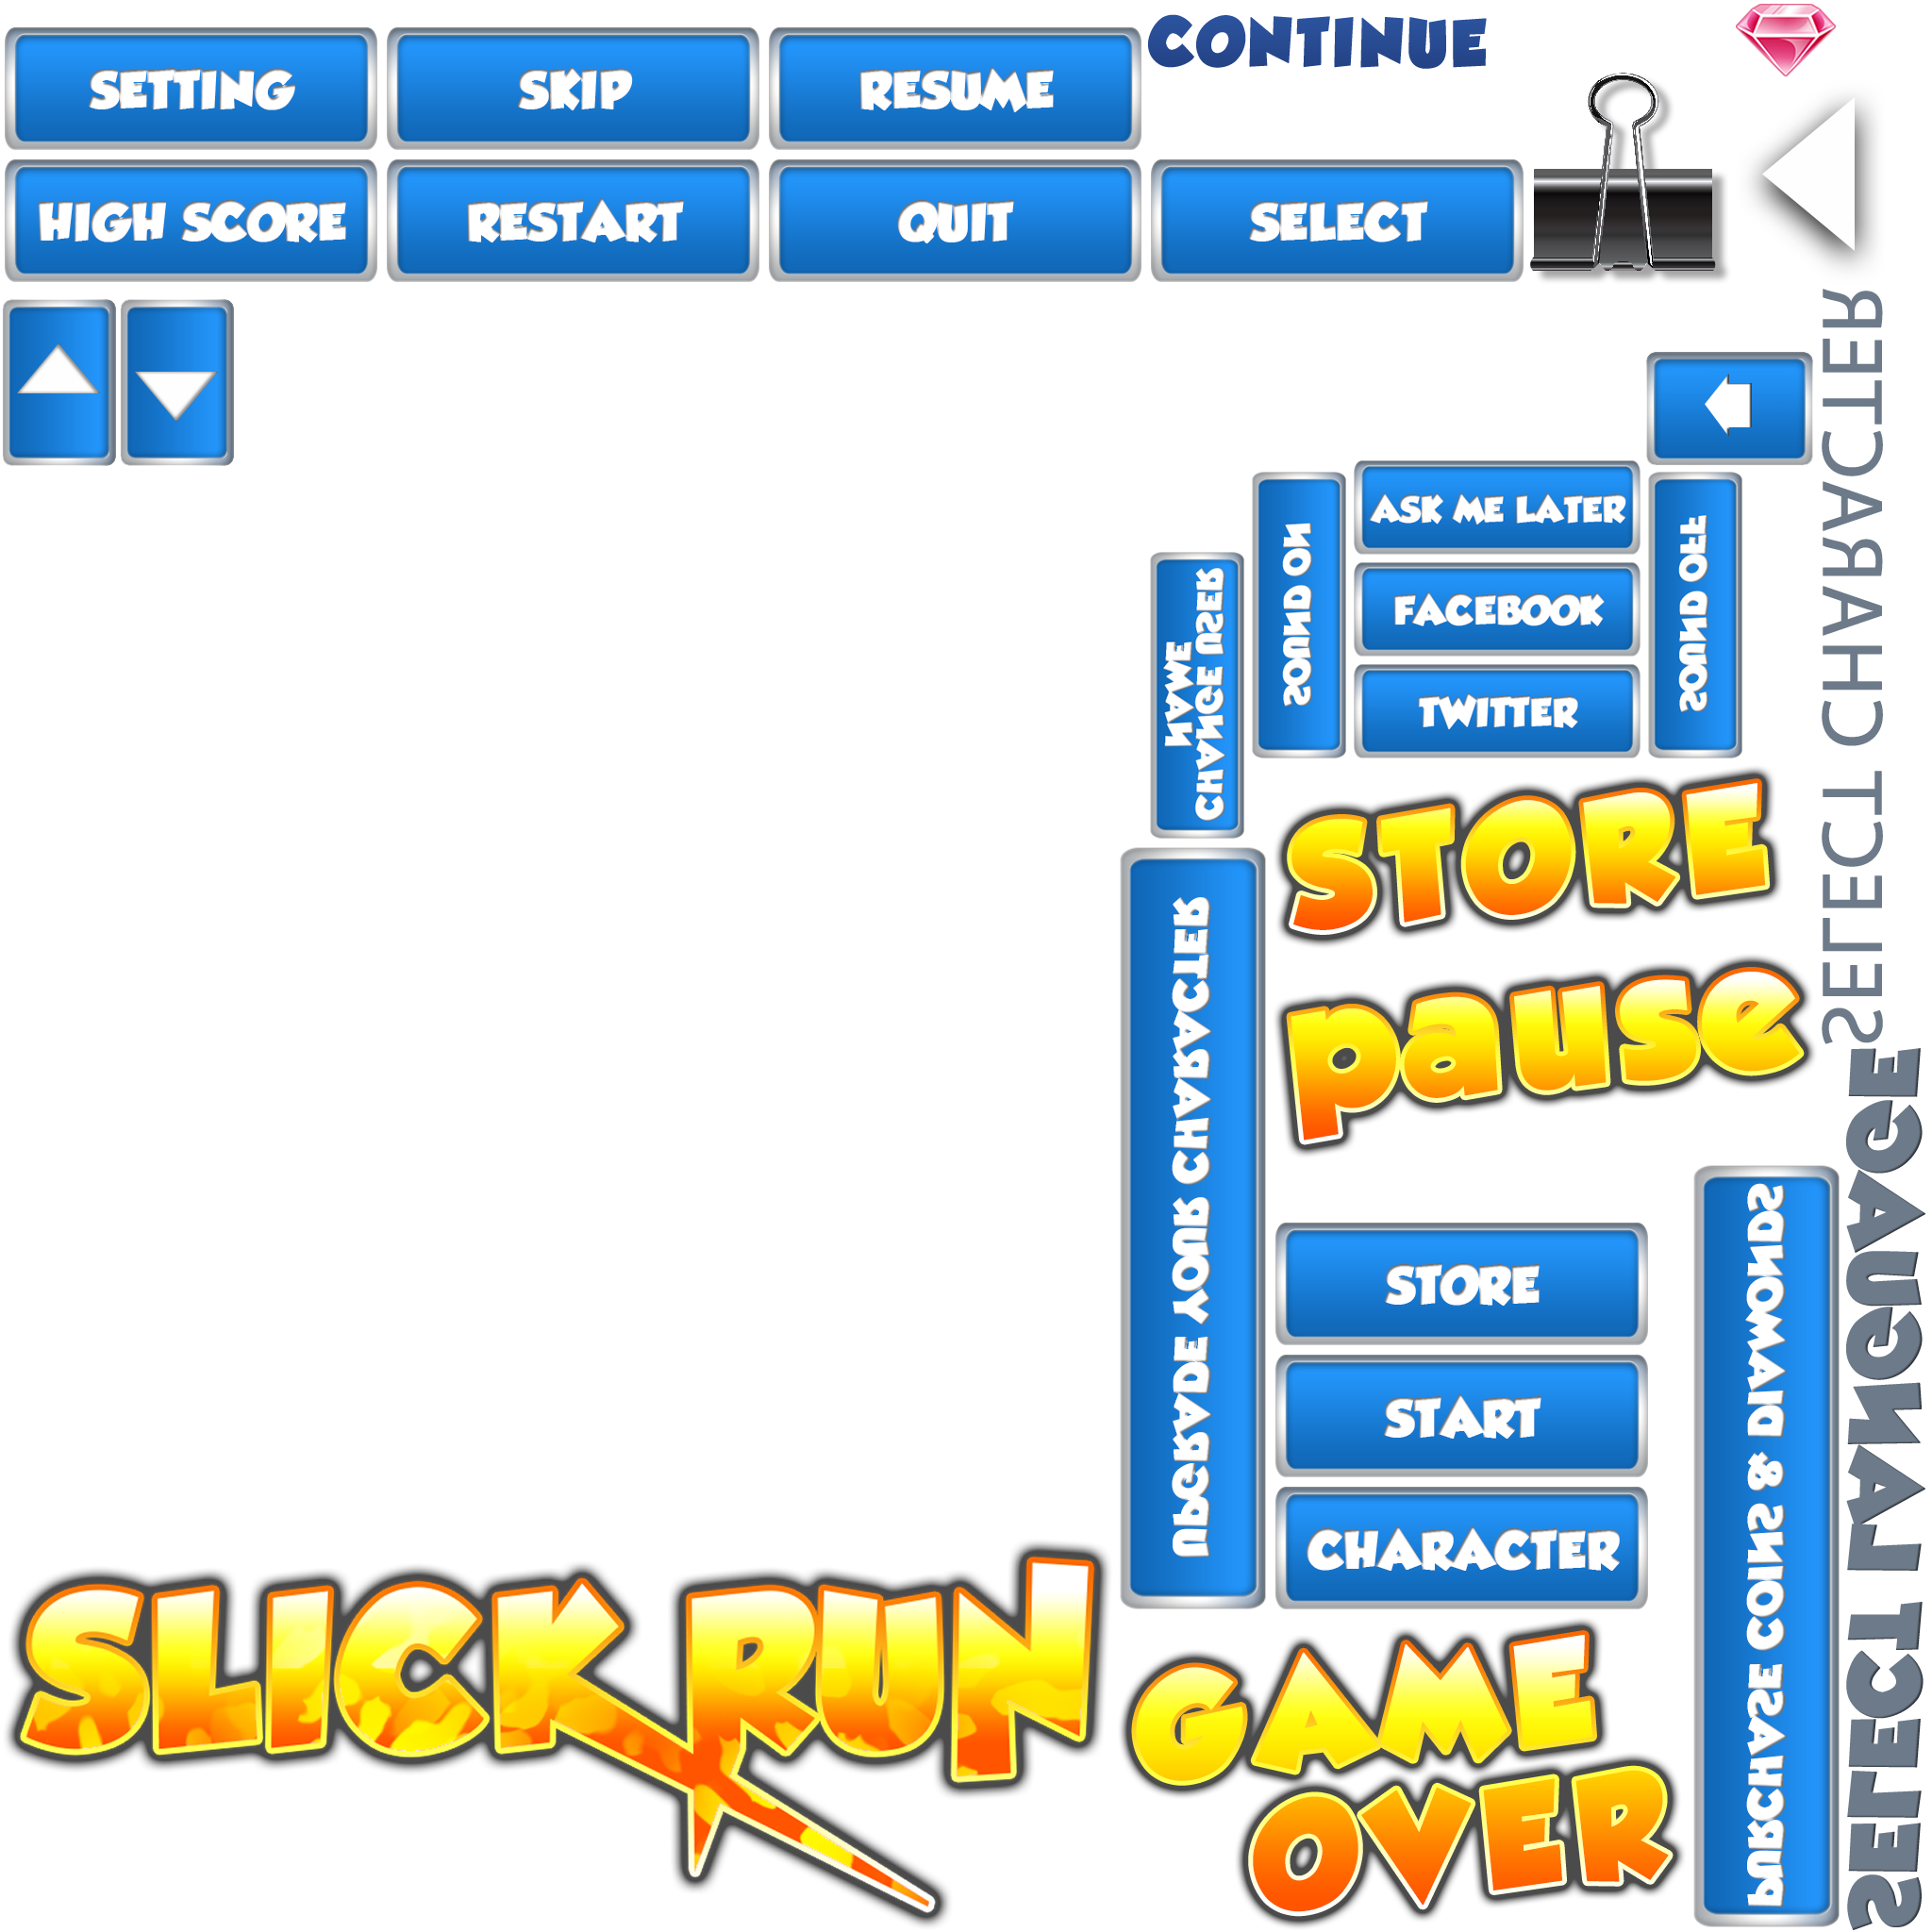 CONTINUE
SETTING
SKIP
RESUME
HIGH SCORE
RESTART
QUIT
SELECT
SELECT CHARACTER
ASK ME LATER
SOUND ON
SOUND OFF
FACEBOOK
CHANGE USER
NAME
TWITTER
STORE
UPGRADE YOUR CHARACTER
pause
SELECT LANGUAGE
PURCHASE COINS & DIAMONDS
STORE
START
CHARACTER
SLICK RUN
GAME
OVER